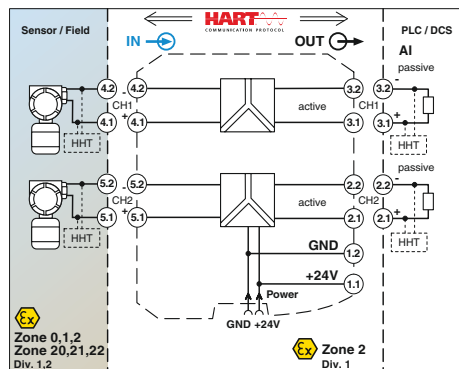 HART
COMMUNICATION PROTOCOL
Sensor / Field
IN
OUT
PLC / DCS
AI
passive
4.2 4.2 - 3.2 3.2 -
CH1 CH1
4.1 + 4.1 active 3.1 3.1 +
HHT HHT
passive
5.2 5.2 - 2.2 2.2 -
CH2 CH2
5.1 + 5.1 active 2.1 2.1 +
HHT HHT
GND 1.2
+24V
Power 1.1
GND +24V
Ex
Zone 0,1,2
Zone 20,21,22
Div. 1,2
Ex
Zone 2
Div. 1